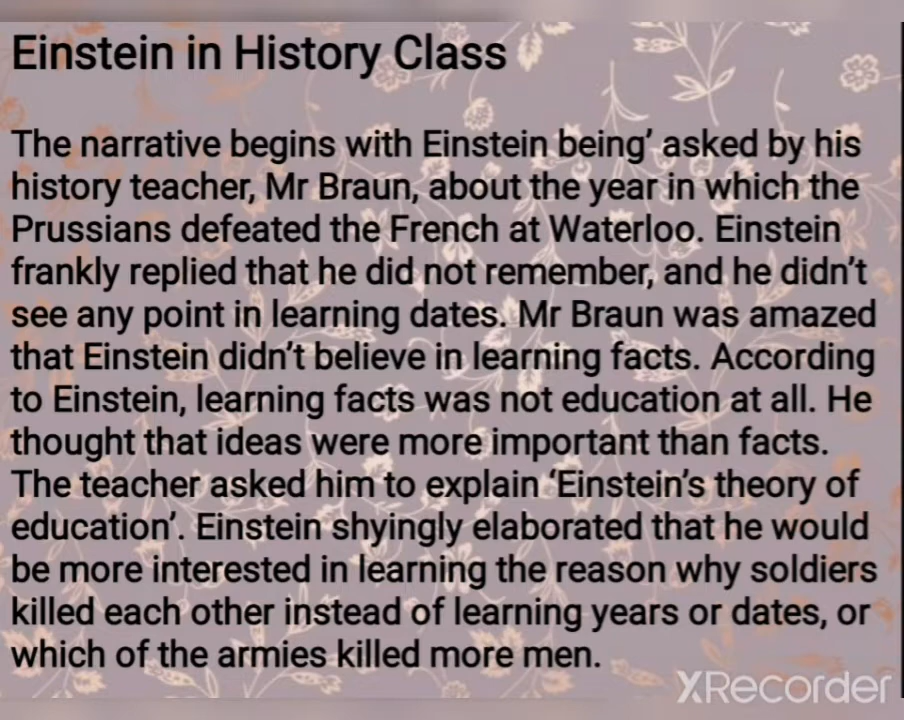 Einstein in History Class
The narrative begins with Einstein being’ asked by his
history teacher, Mr Braun, about the year in which the
Prussians defeated the French at Waterloo. Einstein
frankly replied that he did not remember, and he didn’t
see any point in learning dates. Mr Braun was amazed
that Einstein didn’t believe in learning facts. According
to Einstein, learning facts was not education at all. He
thought that ideas were more important than facts.
The teacher asked him to explain ‘Einstein’s theory of
education’. Einstein shyingly elaborated that he would
be more interested in learning the reason why soldiers
killed each other instead of learning years or dates, or
which of the armies killed more men.
XRecorder